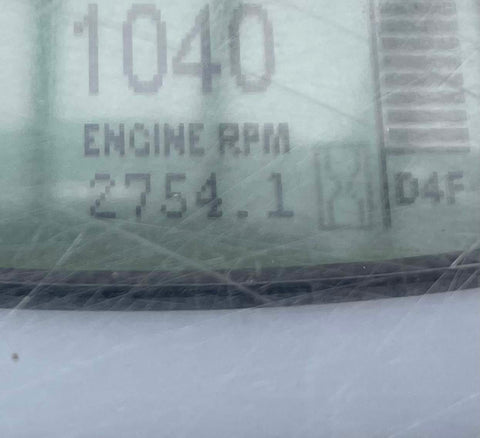 1040
ENGINE RPM
2754.1
D4F